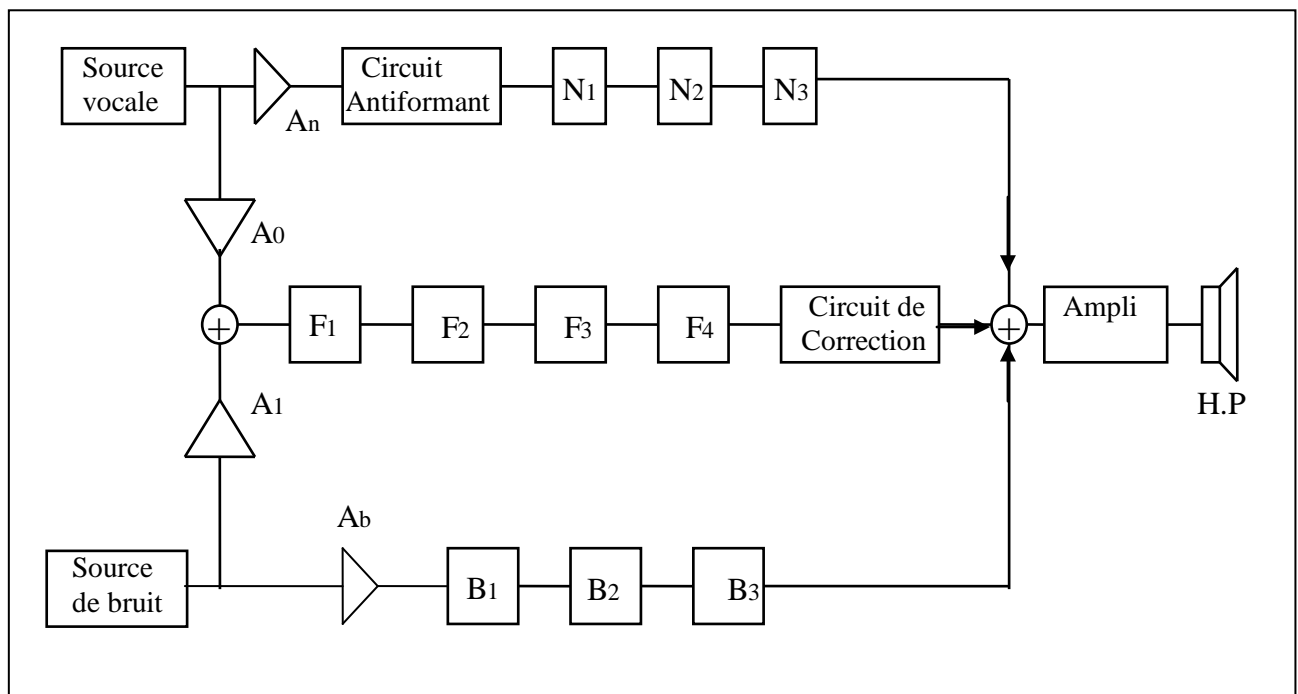 Source
vocale
An
Circuit
Antiformant
N1
N2
N3
A0
+
F1
F2
F3
F4
Circuit de
Correction
+
Ampli
H.P
A1
Ab
Source
de bruit
B1
B2
B3